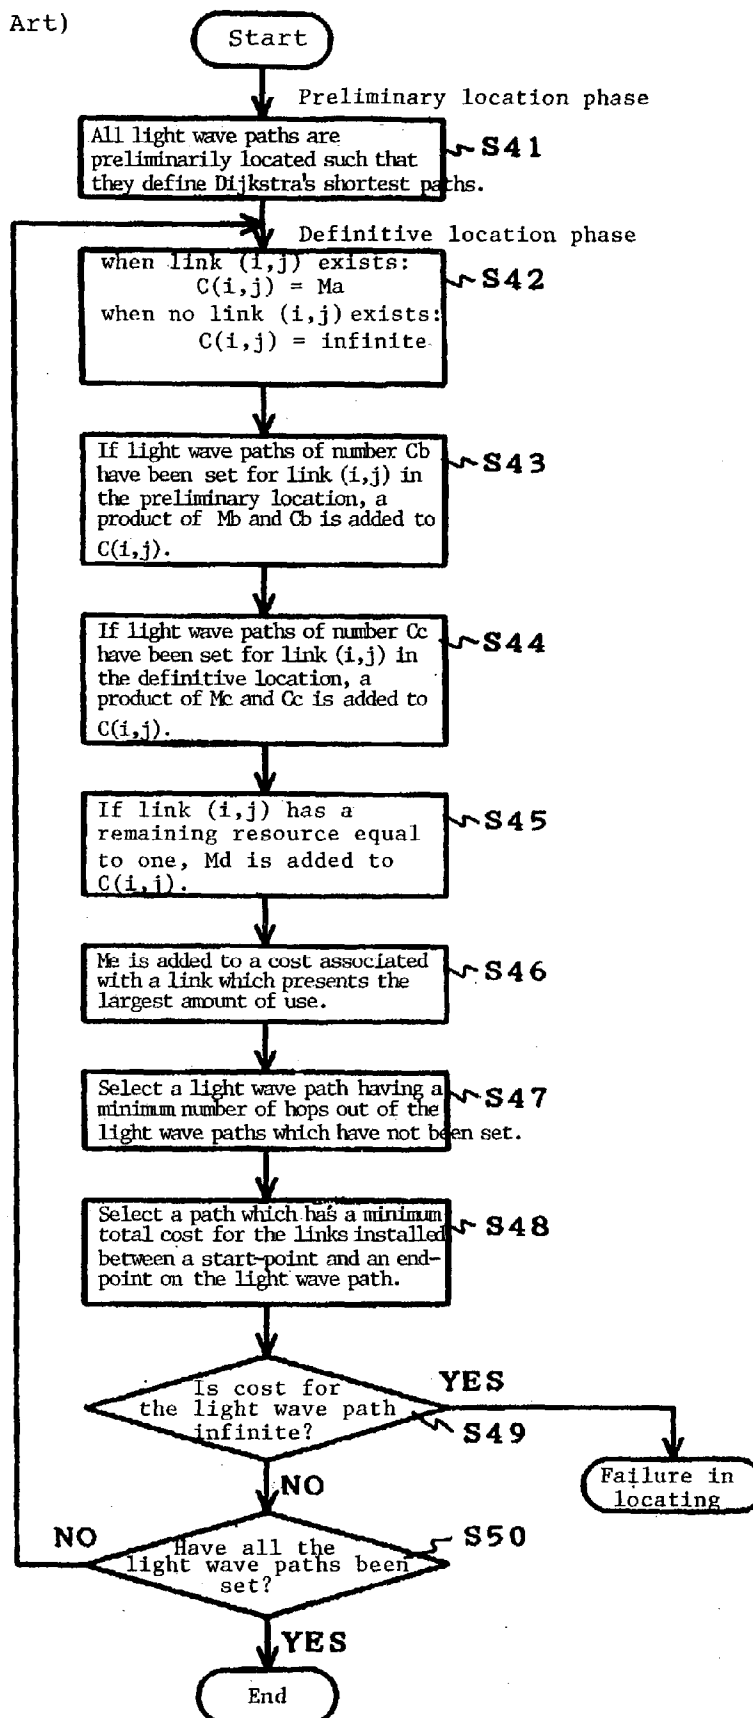 Art)
Start
Preliminary location phase
All light wave paths are
preliminarily located such that
they define Dijkstra's shortest paths.
S41
Definitive location phase
when link (i,j) exists:
C(i,j) = Ma
when no link (i,j) exists:
C(i,j) = infinite
S42
If light wave paths of number Cb
have been set for link (i,j) in
the preliminary location, a
product of Mb and Cb is added to
C(i,j).
S43
If light wave paths of number Cc
have been set for link (i,j) in
the definitive location, a
product of Mc and Cc is added to
C(i,j).
S44
If link (i,j) has a
remaining resource equal
to one, Md is added to
C(i,j).
S45
Me is added to a cost associated
with a link which presents the
largest amount of use.
S46
Select a light wave path having a
minimum number of hops out of the
light wave paths which have not been set.
S47
Select a path which has a minimum
total cost for the links installed
between a start-point and an end-
point on the light wave path.
S48
Is cost for
the light wave path
infinite?
YES
S49
Failure in
locating
NO
Have all the
light wave paths been
set?
S50
NO
YES
End